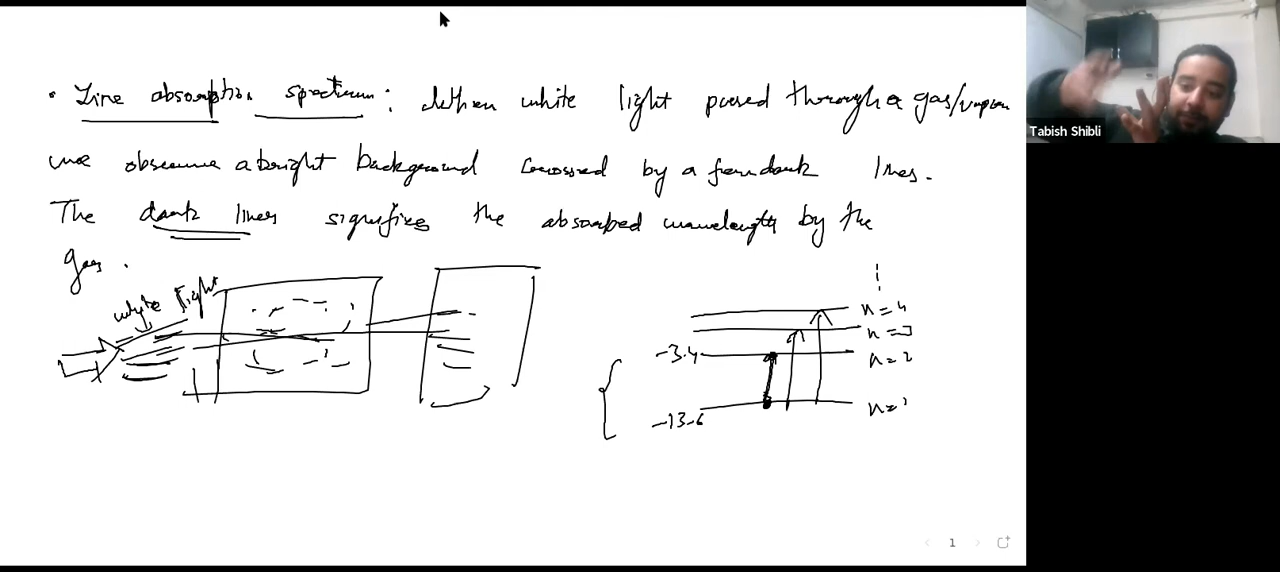 • Line absorption spectrum: When white light passed through a gas/vapour
we observe a bright background crossed by a few dark lines.
The dark lines signifies the absorbed wavelength by the
gas.
white light
n=4
n=3
-3.4 n=2
-13.6 n=1
Tabish Shibli
1